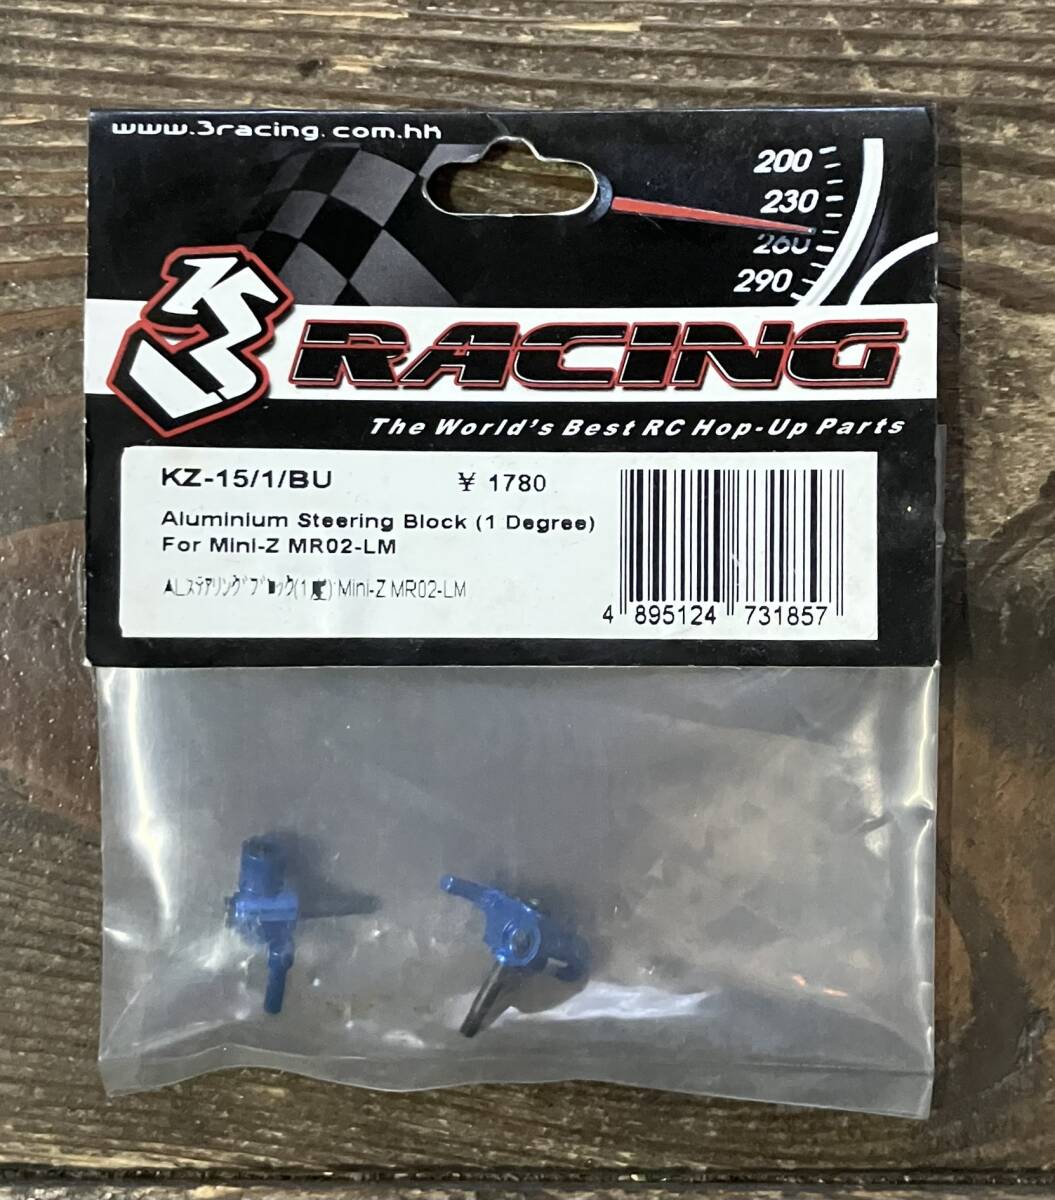 www.3racing.com.hk
200
230
260
290
3 RACING
The World's Best RC Hop-Up Parts
KZ-15/1/BU ¥ 1780
Aluminium Steering Block (1 Degree)
For Mini-Z MR02-LM
ALステアリングブロック(1度):Mini-Z MR02-LM
4 895124 731857